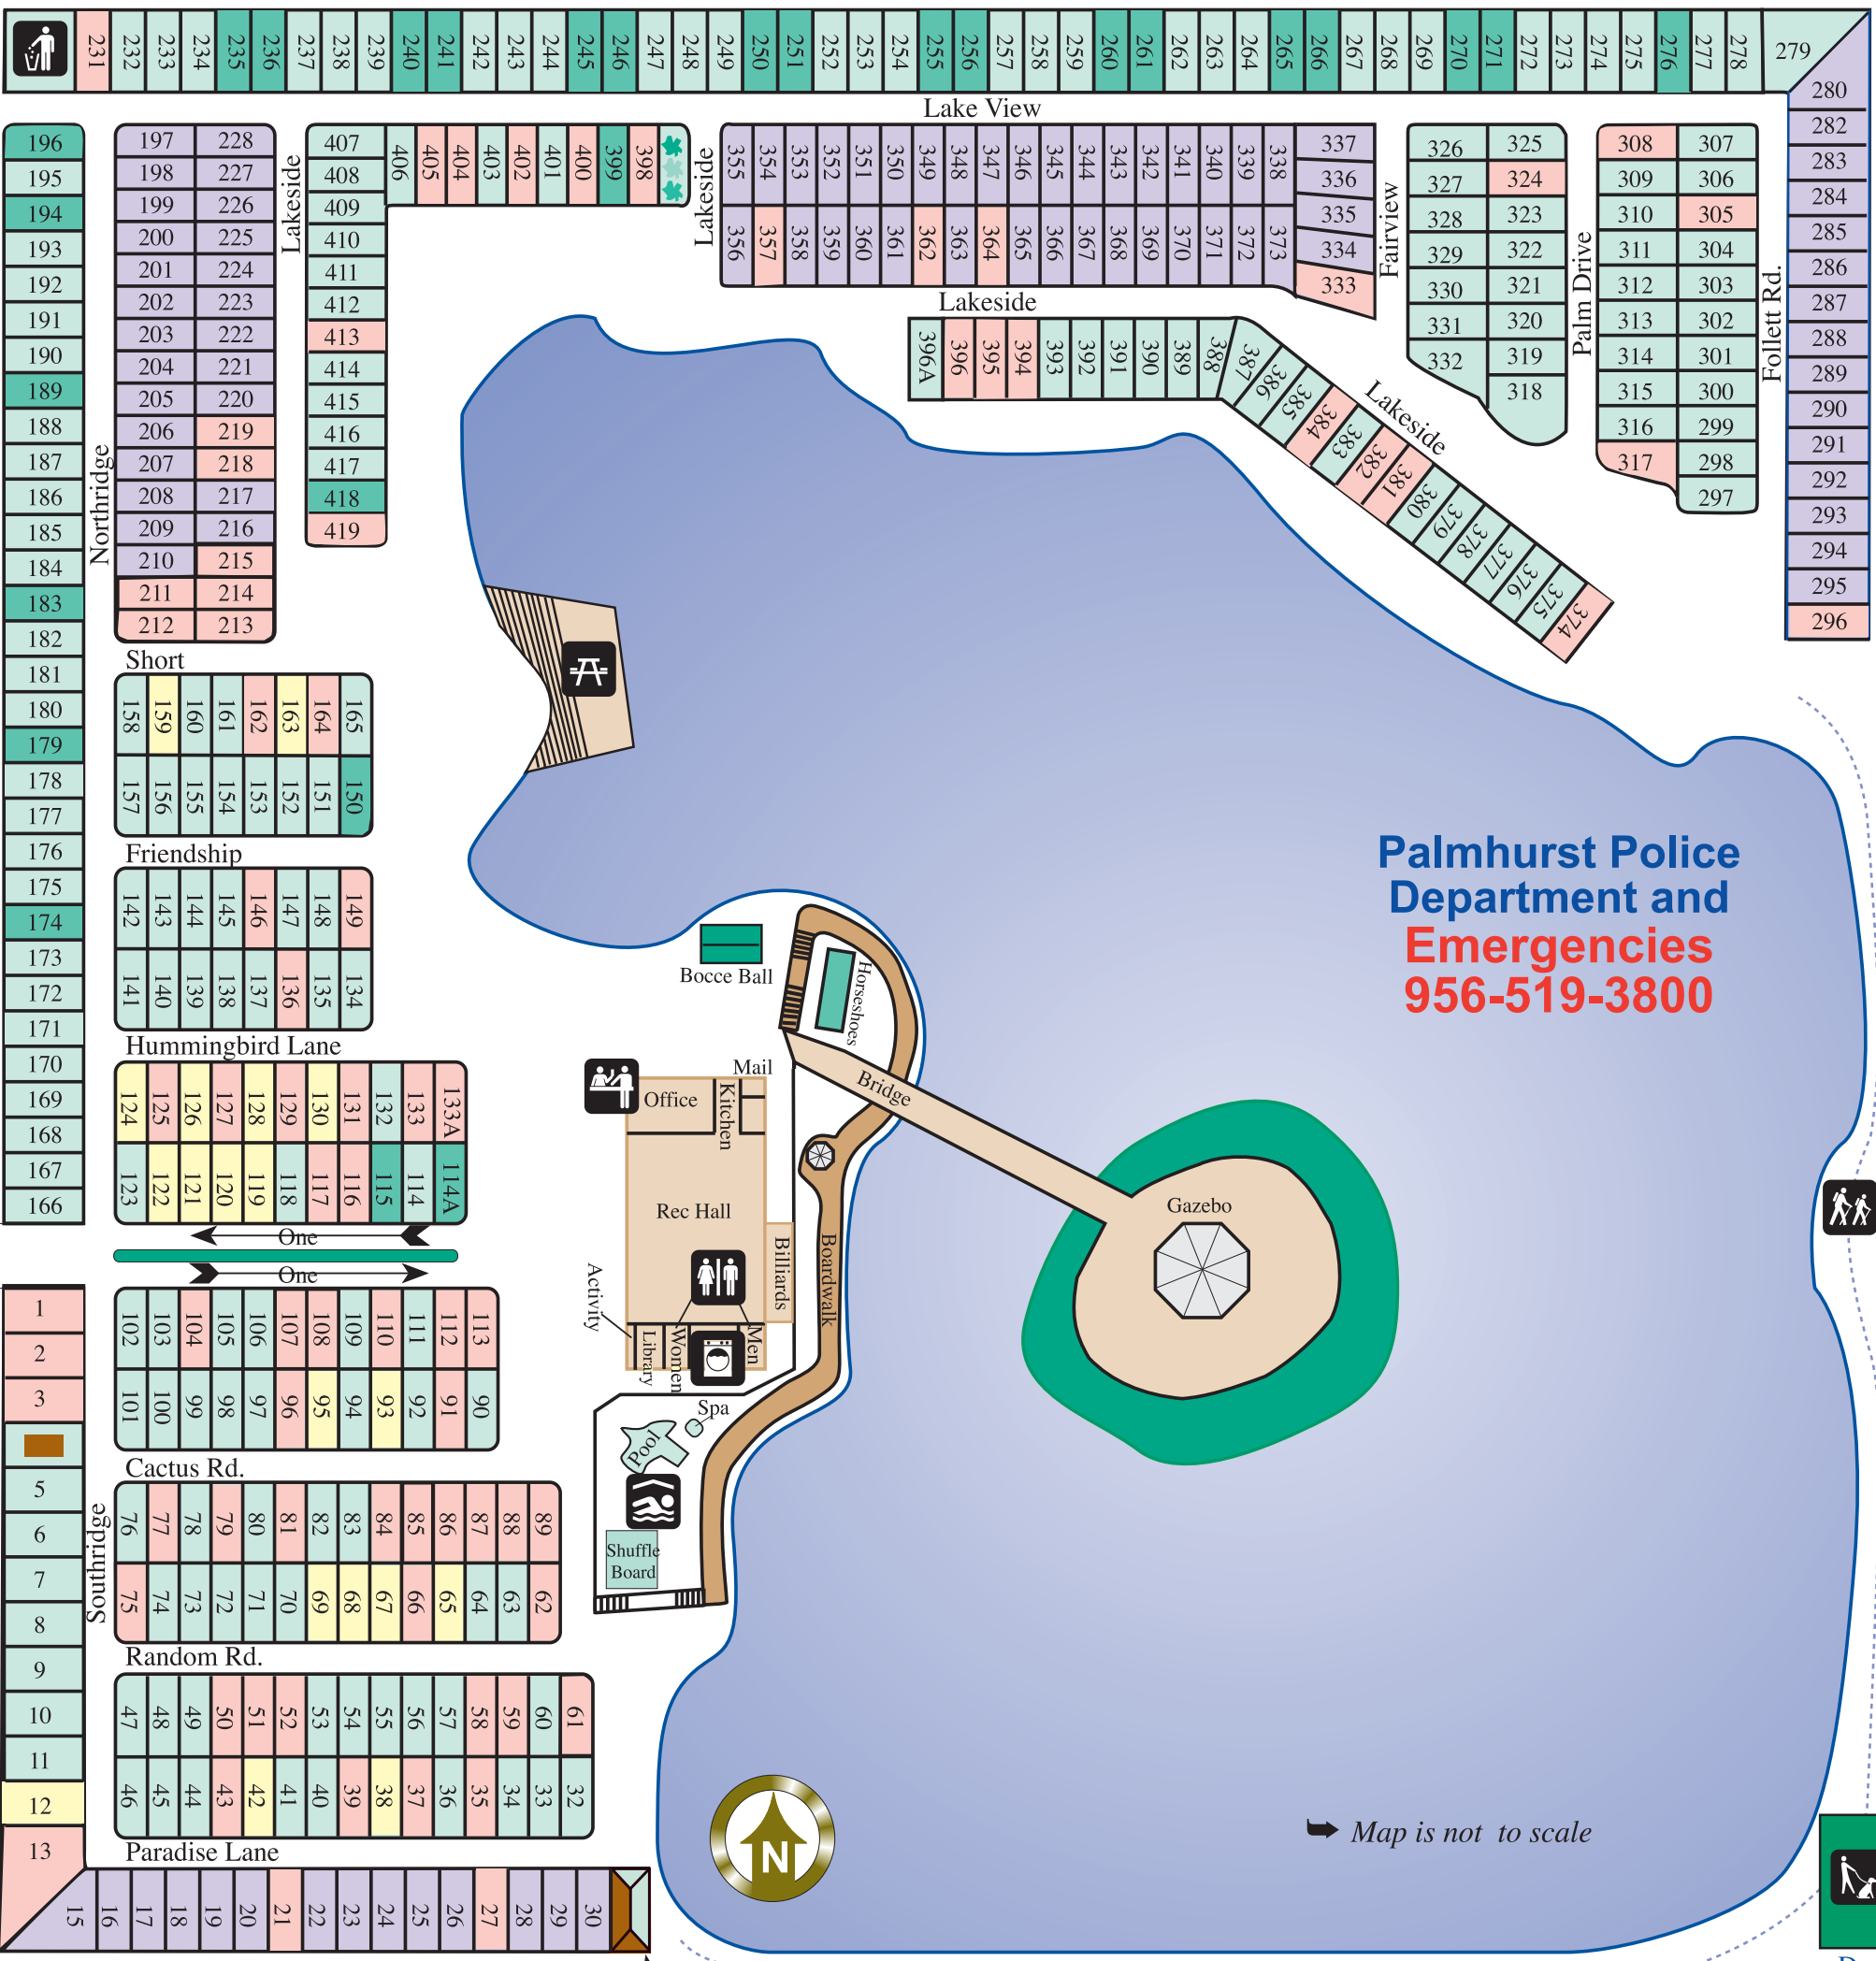 231 232 233 234 235 236 237 238 239 240 241 242 243 244 245 246 247 248 249 250 251 252 253 254 255 256 257 258 259 260 261 262 263 264 265 266 267 268 269 270 271 272 273 274 275 276 277 278 279
280
282
283
284
285
286
287
288
289
290
291
292
293
294
295
296
Lake View
196
195
194
193
192
191
190
189
188
187
186
185
184
183
182
181
180
179
178
177
176
175
174
173
172
171
170
169
168
167
166
Northridge
197 228
198 227
199 226
200 225
201 224
202 223
203 222
204 221
205 220
206 219
207 218
208 217
209 216
210 215
211 214
212 213
Lakeside
407 406 405 404 403 402 401 400 399 398
408
409
410
411
412
413
414
415
416
417
418
419
Lakeside
355 354 353 352 351 350 349 348 347 346 345 344 343 342 341 340 339 338
356 357 358 359 360 361 362 363 364 365 366 367 368 369 370 371 372 373
337
336
335
334
333
Fairview
326 325
327 324
328 323
329 322
330 321
331 320
332 319
318
Palm Drive
308 307
309 306
310 305
311 304
312 303
313 302
314 301
315 300
316 299
317 298
297
Follett Rd.
Lakeside
396A 396 395 394 393 392 391 390 389 388 387 386 385 384 383 382 381 380 379 378 377 376 375 374
Lakeside
Short
158 159 160 161 162 163 164 165
157 156 155 154 153 152 151 150
Friendship
142 143 144 145 146 147 148 149
141 140 139 138 137 136 135 134
Hummingbird Lane
124 125 126 127 128 129 130 131 132 133 133A
123 122 121 120 119 118 117 116 115 114 114A
One
One
102 103 104 105 106 107 108 109 110 111 112 113
101 100 99 98 97 96 95 94 93 92 91 90
Cactus Rd.
76 77 78 79 80 81 82 83 84 85 86 87 88 89
75 74 73 72 71 70 69 68 67 66 65 64 63 62
Random Rd.
47 48 49 50 51 52 53 54 55 56 57 58 59 60 61
46 45 44 43 42 41 40 39 38 37 36 35 34 33 32
Paradise Lane
1
2
3
5
6
7
8
9
10
11
12
13
Southridge
15 16 17 18 19 20 21 22 23 24 25 26 27 28 29 30
Bocce Ball
Horseshoes
Mail
Office
Kitchen
Bridge
Rec Hall
Billiards
Boardwalk
Activity
Library
Women
Men
Spa
Pool
Shuffle
Board
Gazebo
Palmhurst Police
Department and
Emergencies
956-519-3800
N
Map is not to scale